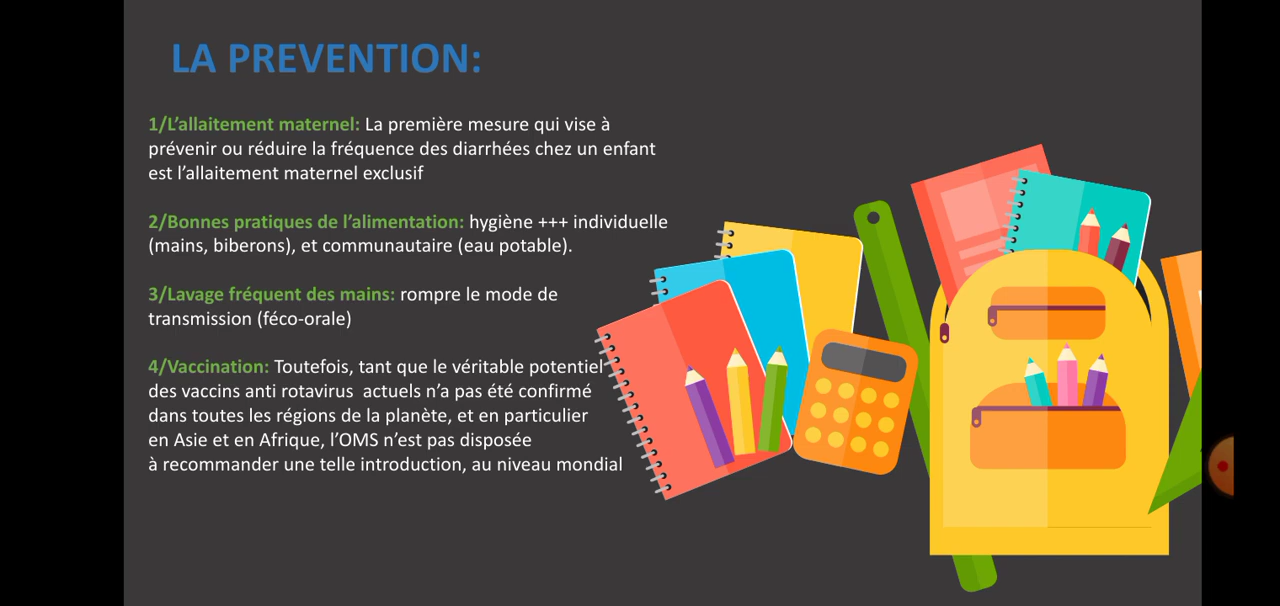 LA PREVENTION:
1/L’allaitement maternel: La première mesure qui vise à
prévenir ou réduire la fréquence des diarrhées chez un enfant
est l’allaitement maternel exclusif
2/Bonnes pratiques de l’alimentation: hygiène +++ individuelle
(mains, biberons), et communautaire (eau potable).
3/Lavage fréquent des mains: rompre le mode de
transmission (féco-orale)
4/Vaccination: Toutefois, tant que le véritable potentiel
des vaccins anti rotavirus actuels n’a pas été confirmé
dans toutes les régions de la planète, et en particulier
en Asie et en Afrique, l’OMS n’est pas disposée
à recommander une telle introduction, au niveau mondial